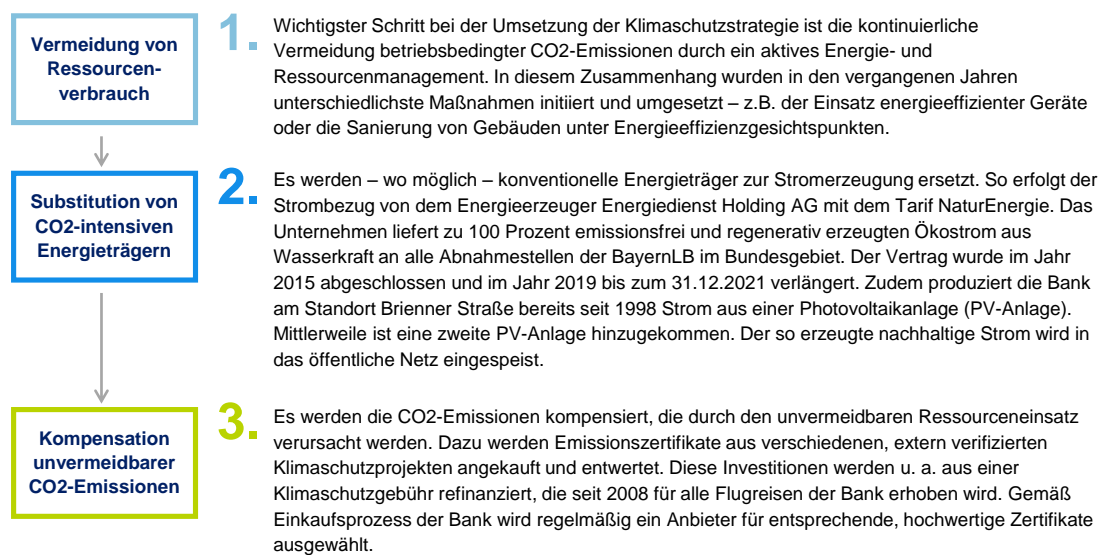 Vermeidung von
Ressourcen-
verbrauch
1.
Wichtigster Schritt bei der Umsetzung der Klimaschutzstrategie ist die kontinuierliche
Vermeidung betriebsbedingter CO2-Emissionen durch ein aktives Energie- und
Ressourcenmanagement. In diesem Zusammenhang wurden in den vergangenen Jahren
unterschiedlichste Maßnahmen initiiert und umgesetzt – z.B. der Einsatz energieeffizienter Geräte
oder die Sanierung von Gebäuden unter Energieeffizienzgesichtspunkten.
Substitution von
CO2-intensiven
Energieträgern
2.
Es werden – wo möglich – konventionelle Energieträger zur Stromerzeugung ersetzt. So erfolgt der
Strombezug von dem Energieerzeuger Energiedienst Holding AG mit dem Tarif NaturEnergie. Das
Unternehmen liefert zu 100 Prozent emissionsfrei und regenerativ erzeugten Ökostrom aus
Wasserkraft an alle Abnahmestellen der BayernLB im Bundesgebiet. Der Vertrag wurde im Jahr
2015 abgeschlossen und im Jahr 2019 bis zum 31.12.2021 verlängert. Zudem produziert die Bank
am Standort Brienner Straße bereits seit 1998 Strom aus einer Photovoltaikanlage (PV-Anlage).
Mittlerweile ist eine zweite PV-Anlage hinzugekommen. Der so erzeugte nachhaltige Strom wird in
das öffentliche Netz eingespeist.
Kompensation
unvermeidbarer
CO2-Emissionen
3.
Es werden die CO2-Emissionen kompensiert, die durch den unvermeidbaren Ressourceneinsatz
verursacht werden. Dazu werden Emissionszertifikate aus verschiedenen, extern verifizierten
Klimaschutzprojekten angekauft und entwertet. Diese Investitionen werden u. a. aus einer
Klimaschutzgebühr refinanziert, die seit 2008 für alle Flugreisen der Bank erhoben wird. Gemäß
Einkaufsprozess der Bank wird regelmäßig ein Anbieter für entsprechende, hochwertige Zertifikate
ausgewählt.